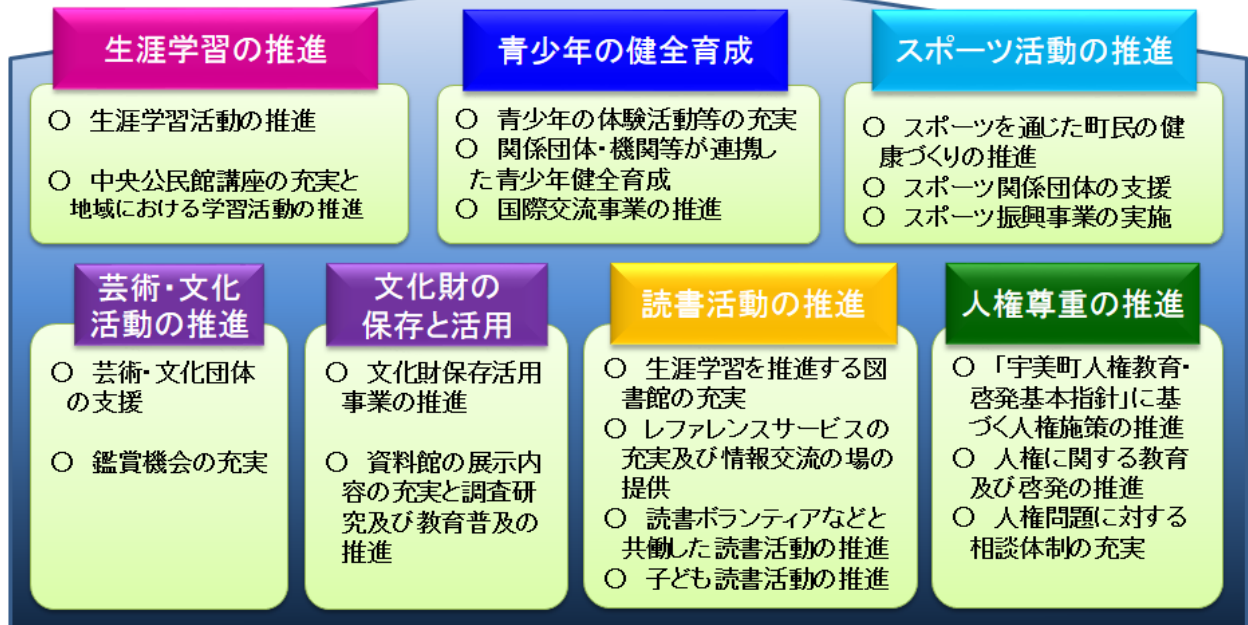 生涯学習の推進
○ 生涯学習活動の推進
○ 中央公民館講座の充実と
地域における学習活動の推進
青少年の健全育成
○ 青少年の体験活動等の充実
○ 関係団体・機関等が連携し
た青少年健全育成
○ 国際交流事業の推進
スポーツ活動の推進
○ スポーツを通じた町民の健
康づくりの推進
○ スポーツ関係団体の支援
○ スポーツ振興事業の実施
芸術・文化
活動の推進
○ 芸術・文化団体
の支援
○ 鑑賞機会の充実
文化財の
保存と活用
○ 文化財保存活用
事業の推進
○ 資料館の展示内
容の充実と調査研
究及び教育普及の
推進
読書活動の推進
○ 生涯学習を推進する図
書館の充実
○ レファレンスサービスの
充実及び情報交流の場の
提供
○ 読書ボランティアなどと
共働した読書活動の推進
○ 子ども読書活動の推進
人権尊重の推進
○ 「宇美町人権教育・
啓発基本指針」に基
づく人権施策の推進
○ 人権に関する教育
及び啓発の推進
○ 人権問題に対する
相談体制の充実